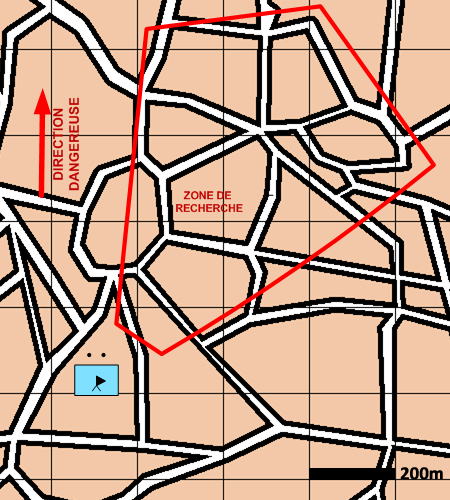 DIRECTION
DANGEREUSE
ZONE DE
RECHERCHE
200m